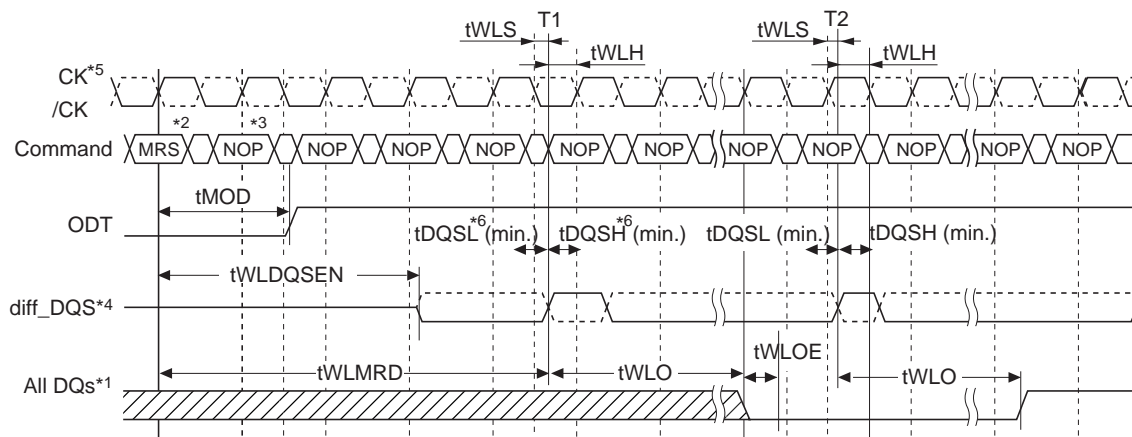 T1 T2
tWLS tWLS
tWLH tWLH
CK*5
/CK
*2 *3
Command MRS NOP NOP NOP NOP NOP NOP NOP NOP NOP NOP NOP
tMOD
ODT
tDQSL*6 (min.) tDQSH*6 (min.) tDQSL (min.) tDQSH (min.)
tWLDQSEN
diff_DQS*4
tWLOE
tWLMRD tWLO tWLO
All DQs*1